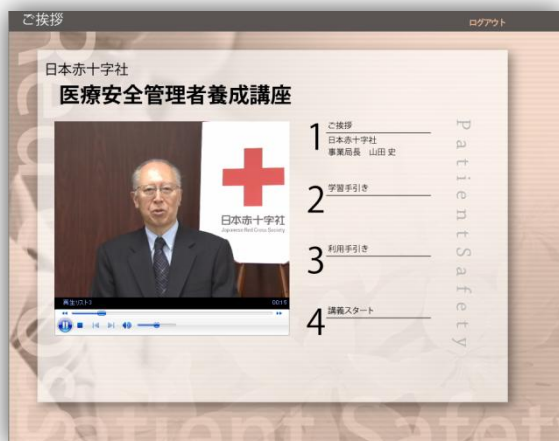 ご挨拶
ログアウト
日本赤十字社
医療安全管理者養成講座
日本赤十字社
Japanese Red Cross Society
再生リスト3
0015
1 ご挨拶
日本赤十字社
事業局長　山田 史
2 学習手引き
3 利用手引き
4 講義スタート
Patient Safety
Patient Safet